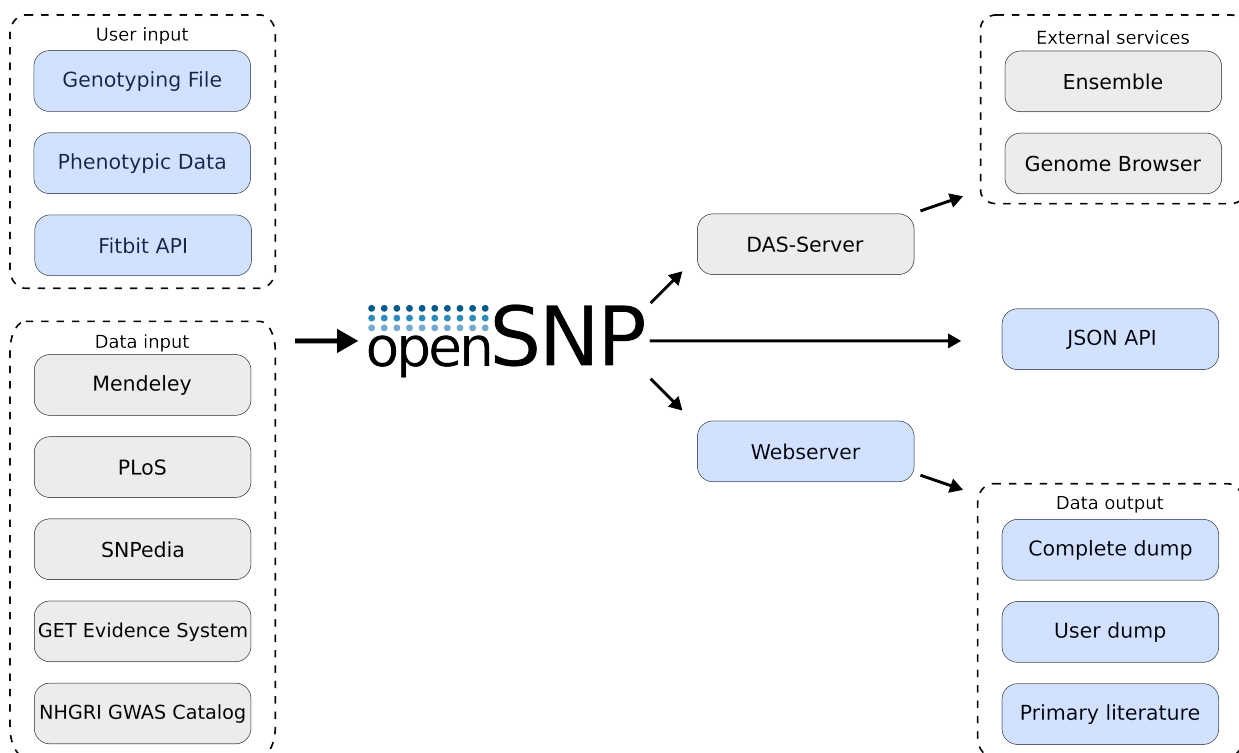 User input
Genotyping File
Phenotypic Data
Fitbit API
Data input
Mendeley
PLoS
SNPedia
GET Evidence System
NHGRI GWAS Catalog
openSNP
DAS-Server
Webserver
External services
Ensemble
Genome Browser
JSON API
Data output
Complete dump
User dump
Primary literature